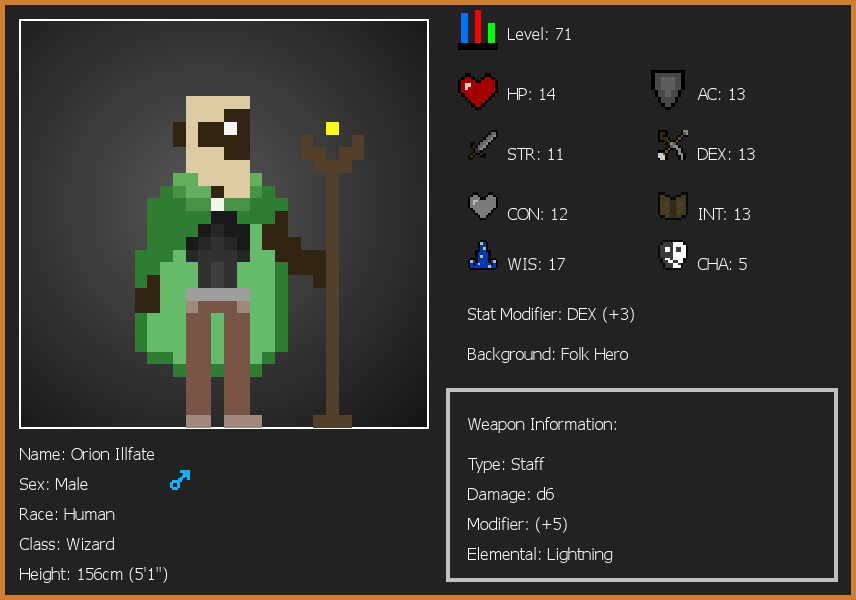 Level: 71
HP: 14
AC: 13
STR: 11
DEX: 13
CON: 12
INT: 13
WIS: 17
CHA: 5
Stat Modifier: DEX (+3)
Background: Folk Hero
Weapon Information:
Type: Staff
Damage: d6
Modifier: (+5)
Elemental: Lightning
Name: Orion Illfate
Sex: Male
Race: Human
Class: Wizard
Height: 156cm (5'1")